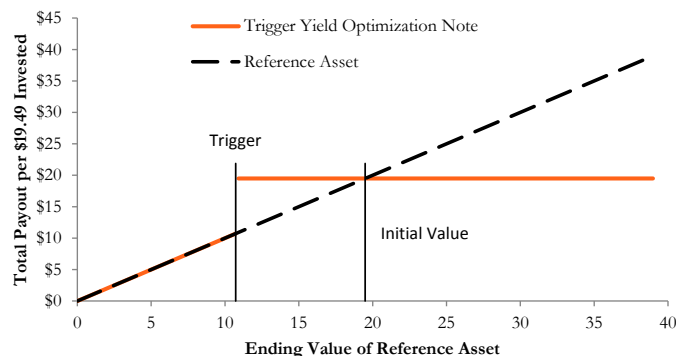 $45
$40
$35
$30
$25
$20
$15
$10
$5
$0
Total Payout per $19.49 Invested
Trigger Yield Optimization Note
Reference Asset
Trigger
Initial Value
0 5 10 15 20 25 30 35 40
Ending Value of Reference Asset